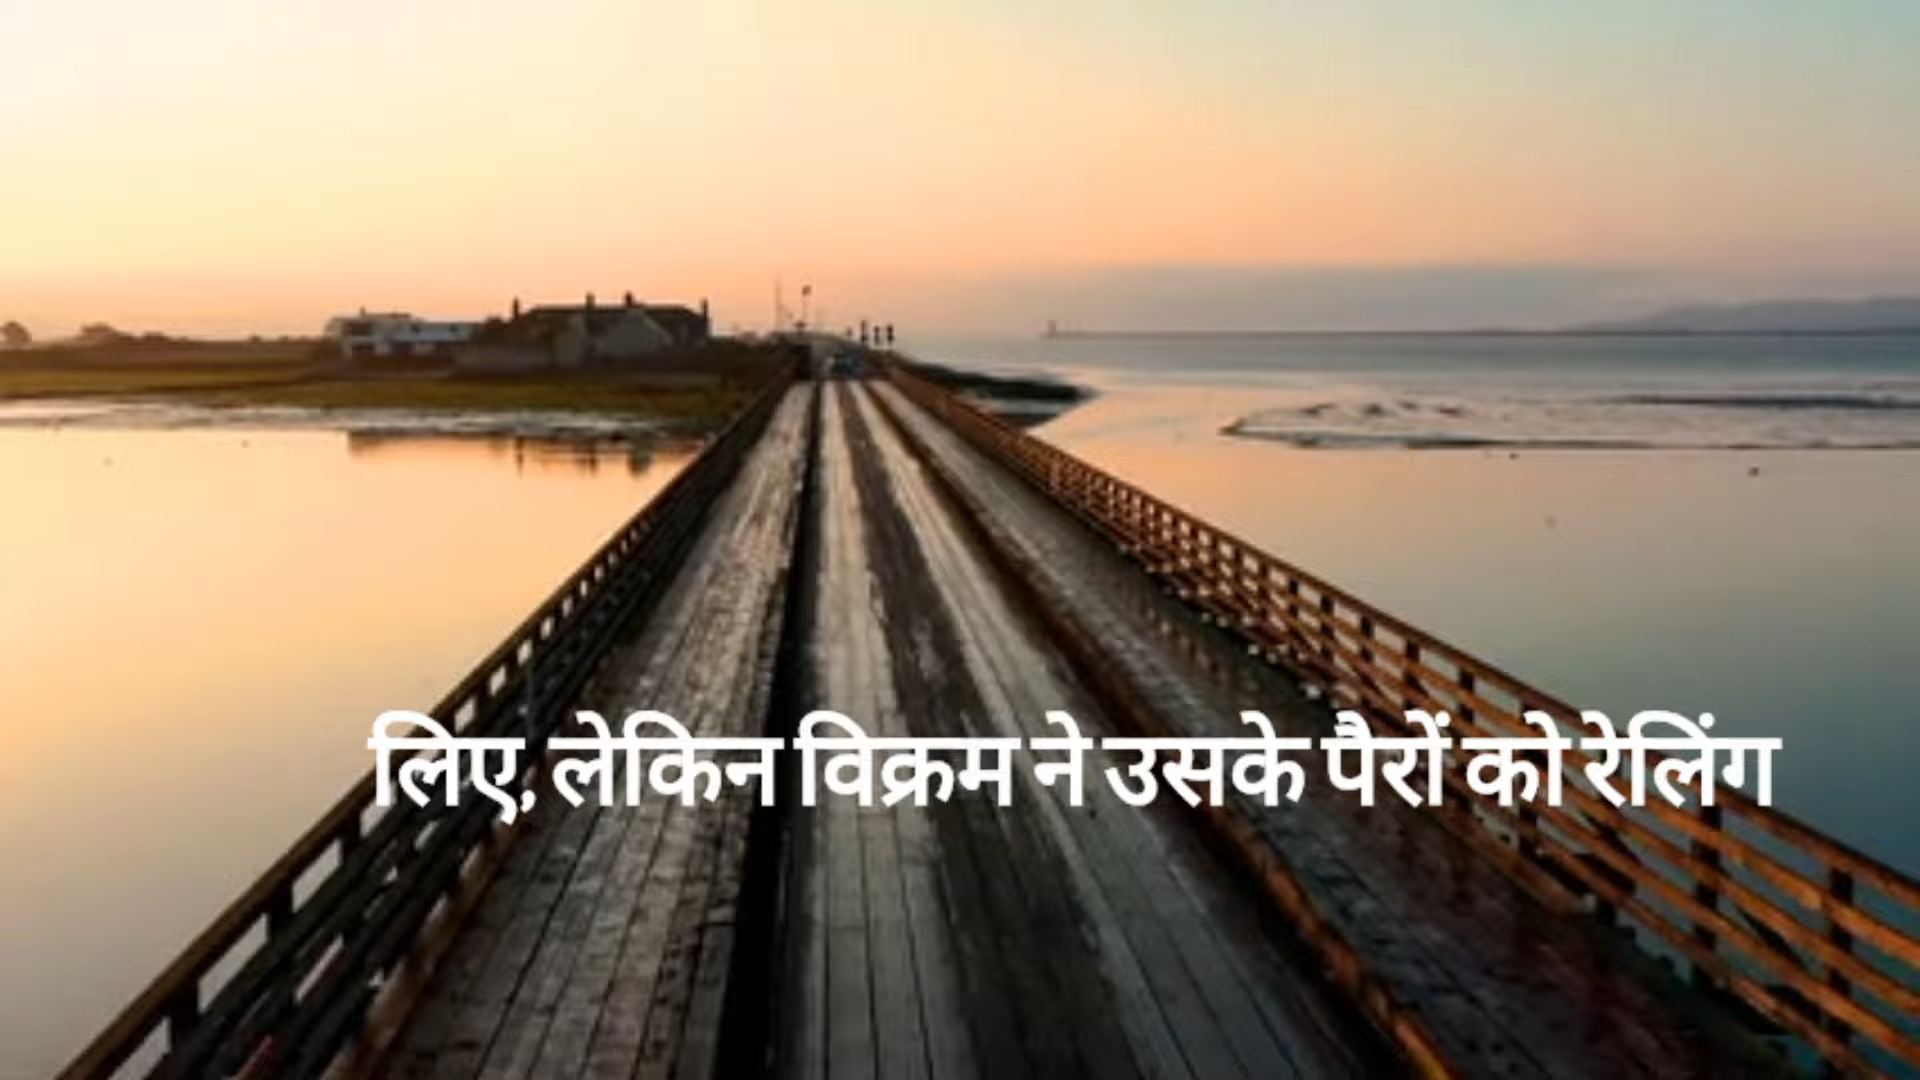 लिए, लेकिन विक्रम ने उसके पैरों को रेलिंग